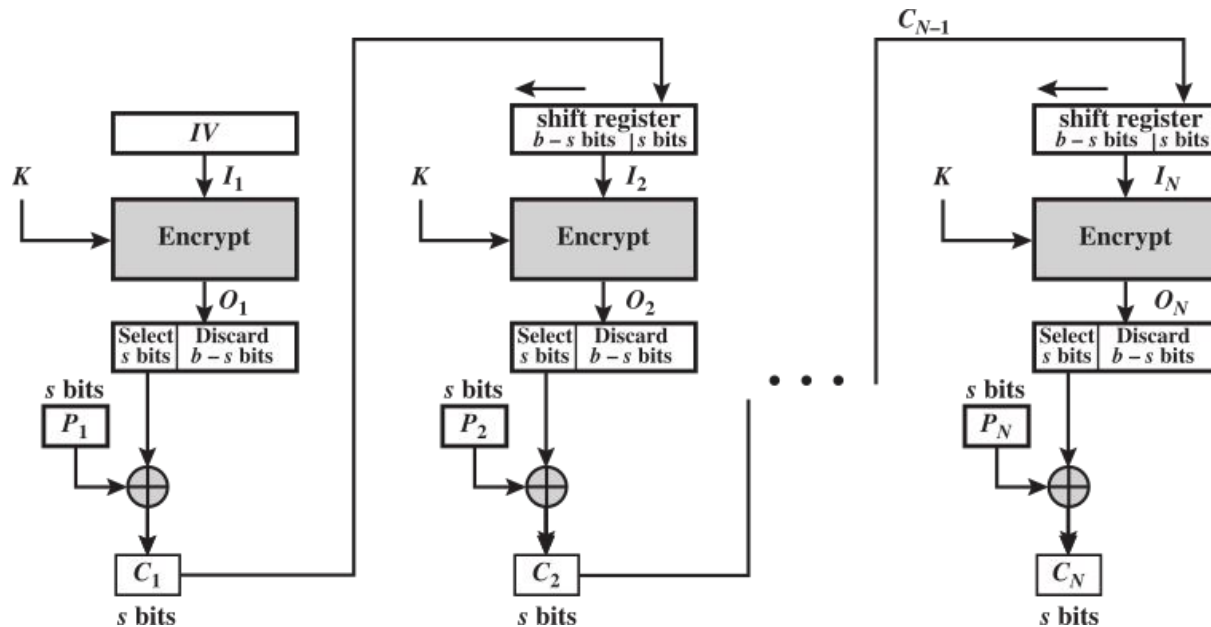 C_{N–1}
IV
shift register
b – s bits | s bits
shift register
b – s bits | s bits
K
I_1
K
I_2
K
I_N
Encrypt
Encrypt
Encrypt
O_1
O_2
O_N
Select Discard
s bits b – s bits
Select Discard
s bits b – s bits
Select Discard
s bits b – s bits
s bits
P_1
s bits
P_2
• • •
s bits
P_N
C_1
s bits
C_2
s bits
C_N
s bits